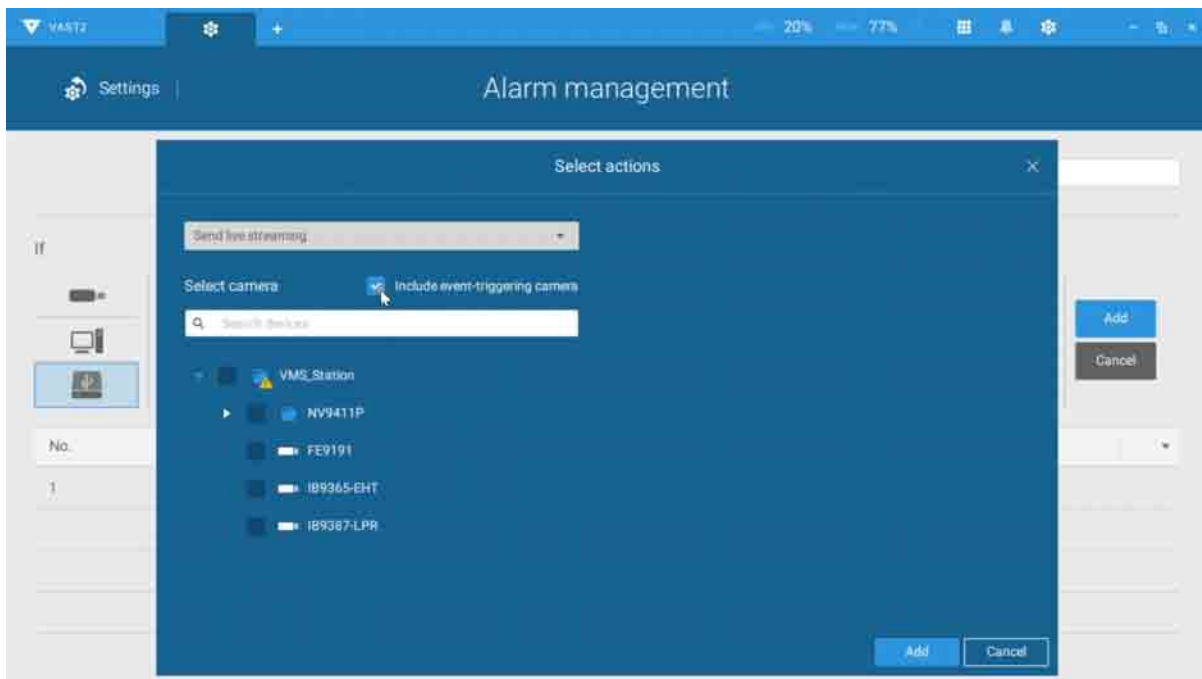 VAST2
20% 77%
Settings
Alarm management
Select actions
If
Send live streaming
Select camera
Include event-triggering camera
Search devices
Add
Cancel
VMS_Station
NV9411P
No.
FE9191
1
IB9365-EHT
IB9387-LPR
Add
Cancel